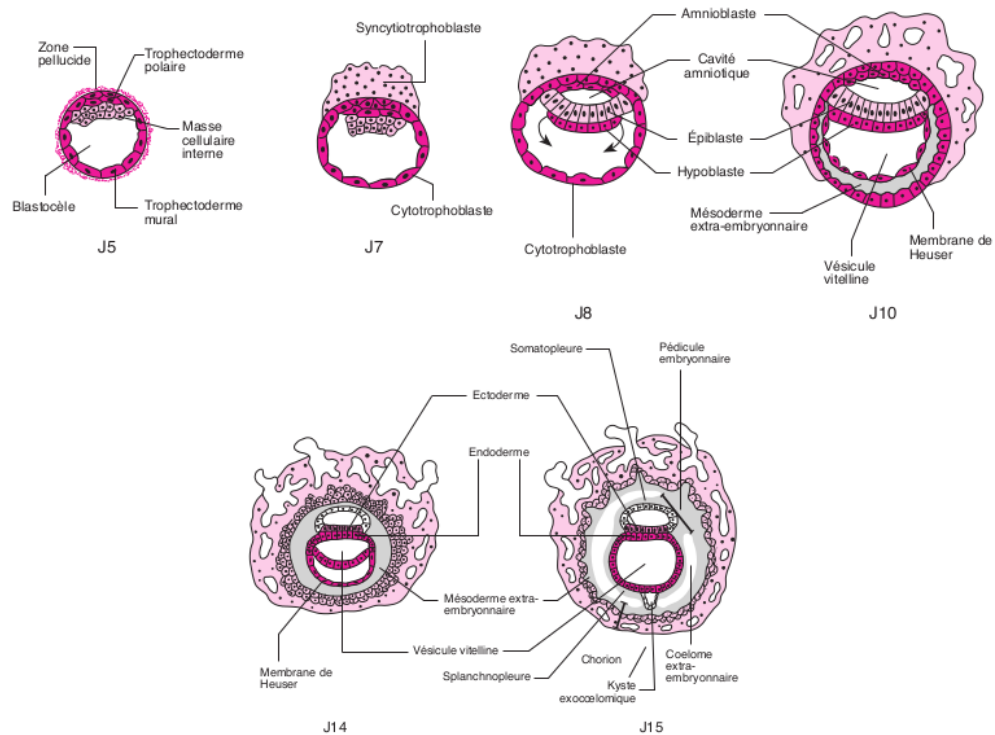 Zone
pellucide
Trophectoderme
polaire
Masse
cellulaire
interne
Blastocèle
Trophectoderme
mural
J5
Syncytiotrophoblaste
Cytotrophoblaste
J7
Amnioblaste
Cavité
amniotique
Épiblaste
Hypoblaste
Cytotrophoblaste
J8
Mésoderme
extra-embryonnaire
Membrane de
Heuser
Vésicule
vitelline
J10
Somatopleure
Pédicule
embryonnaire
Ectoderme
Endoderme
Mésoderme extra-
embryonnaire
Vésicule vitelline
Membrane de
Heuser
Splanchnopleure
Chorion
Coelome
extra-
embryonnaire
Kyste
exocœlomique
J14
J15